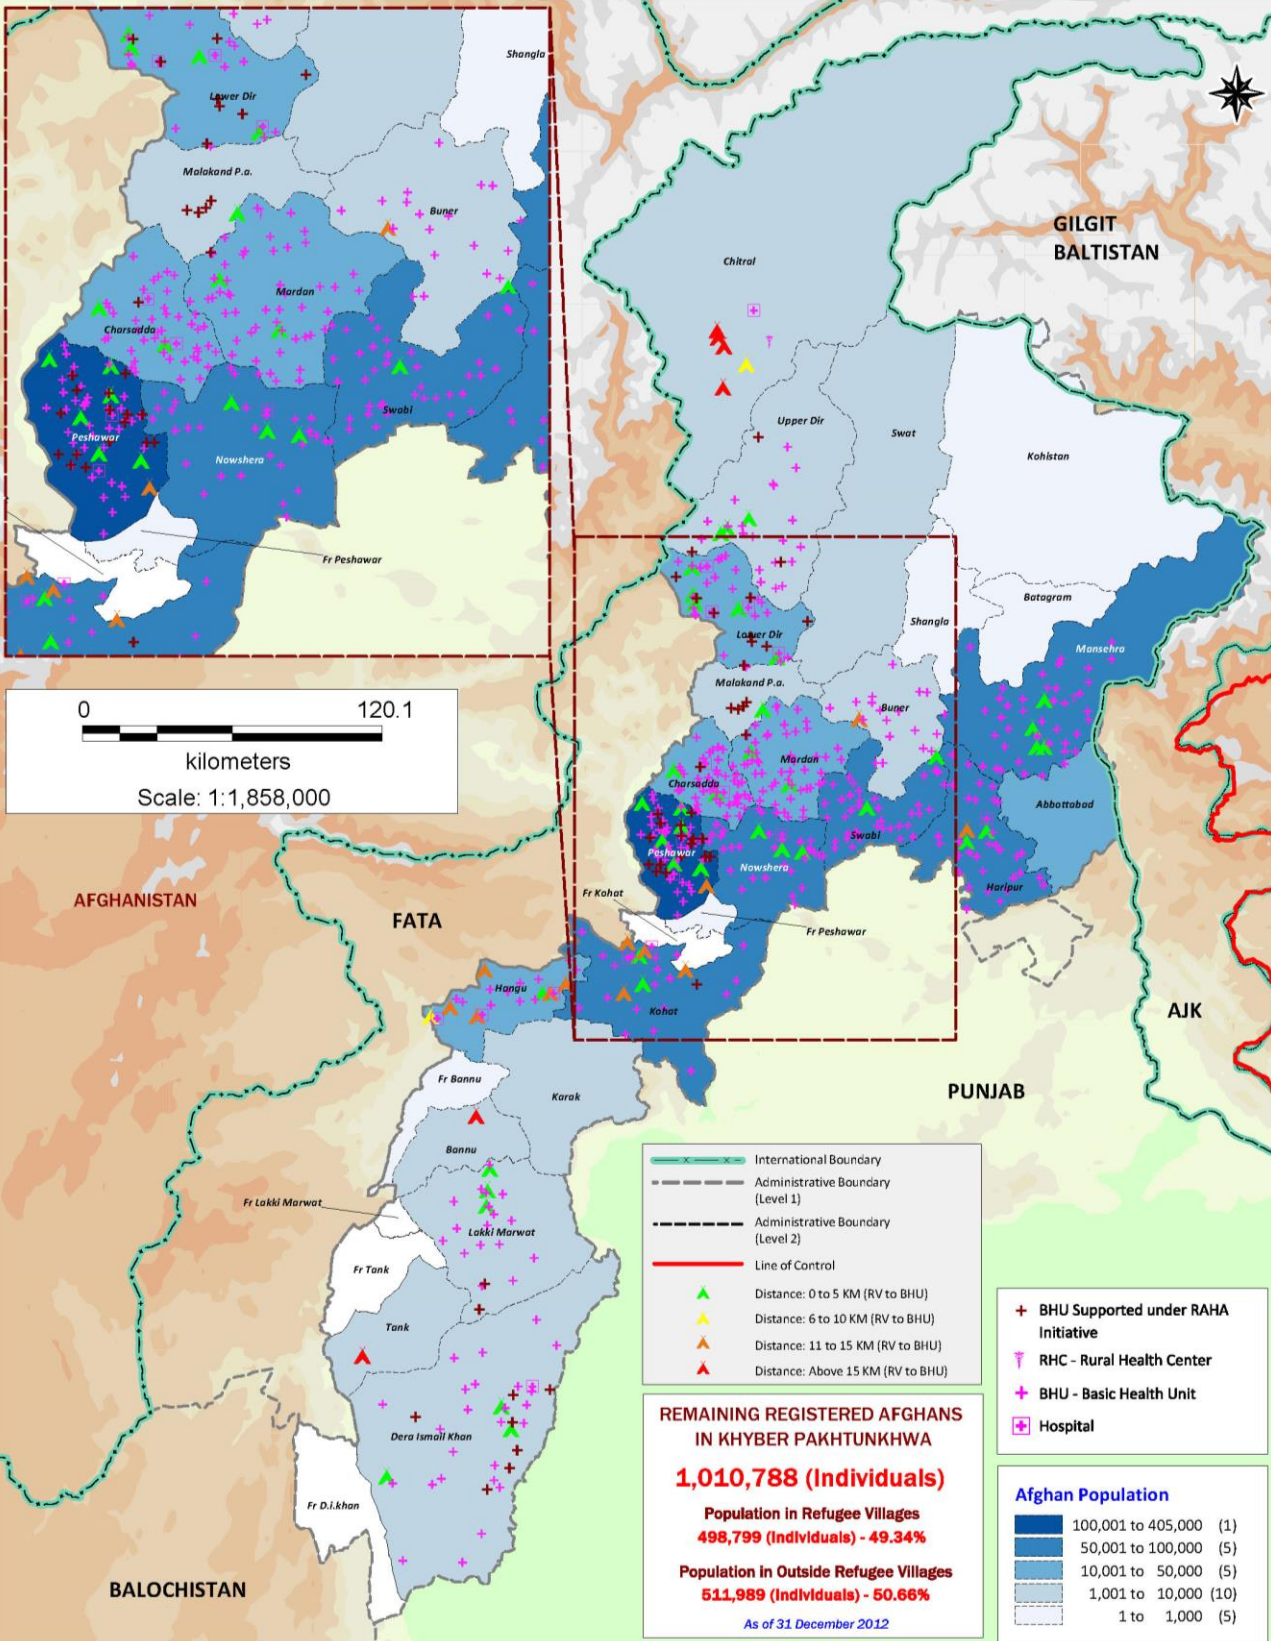 Shangla
Lower Dir
Malakand P.a.
Buner
Mardan
Charsadda
Swabi
Peshawar
Nowshera
Fr Peshawar
0 120.1
kilometers
Scale: 1:1,858,000
GILGIT
BALTISTAN
Chitral
Upper Dir
Swat
Kohistan
Batagram
Shangla
Mansehra
Lower Dir
Malakand P.a.
Buner
Mardan
Charsadda
Abbottabad
Swabi
Peshawar
Nowshera
Haripur
AFGHANISTAN
FATA
Fr Kohat
Fr Peshawar
Hangu
Kohat
AJK
PUNJAB
Fr Bannu
Karak
Bannu
Fr Lakki Marwat
Lakki Marwat
Fr Tank
Tank
Dera Ismail Khan
Fr D.i.khan
BALOCHISTAN
International Boundary
Administrative Boundary
(Level 1)
Administrative Boundary
(Level 2)
Line of Control
Distance: 0 to 5 KM (RV to BHU)
Distance: 6 to 10 KM (RV to BHU)
Distance: 11 to 15 KM (RV to BHU)
Distance: Above 15 KM (RV to BHU)
BHU Supported under RAHA
Initiative
RHC - Rural Health Center
BHU - Basic Health Unit
Hospital
REMAINING REGISTERED AFGHANS
IN KHYBER PAKHTUNKHWA
1,010,788 (Individuals)
Population in Refugee Villages
498,799 (Individuals) - 49.34%
Population in Outside Refugee Villages
511,989 (Individuals) - 50.66%
As of 31 December 2012
Afghan Population
100,001 to 405,000 (1)
50,001 to 100,000 (5)
10,001 to 50,000 (5)
1,001 to 10,000 (10)
1 to 1,000 (5)